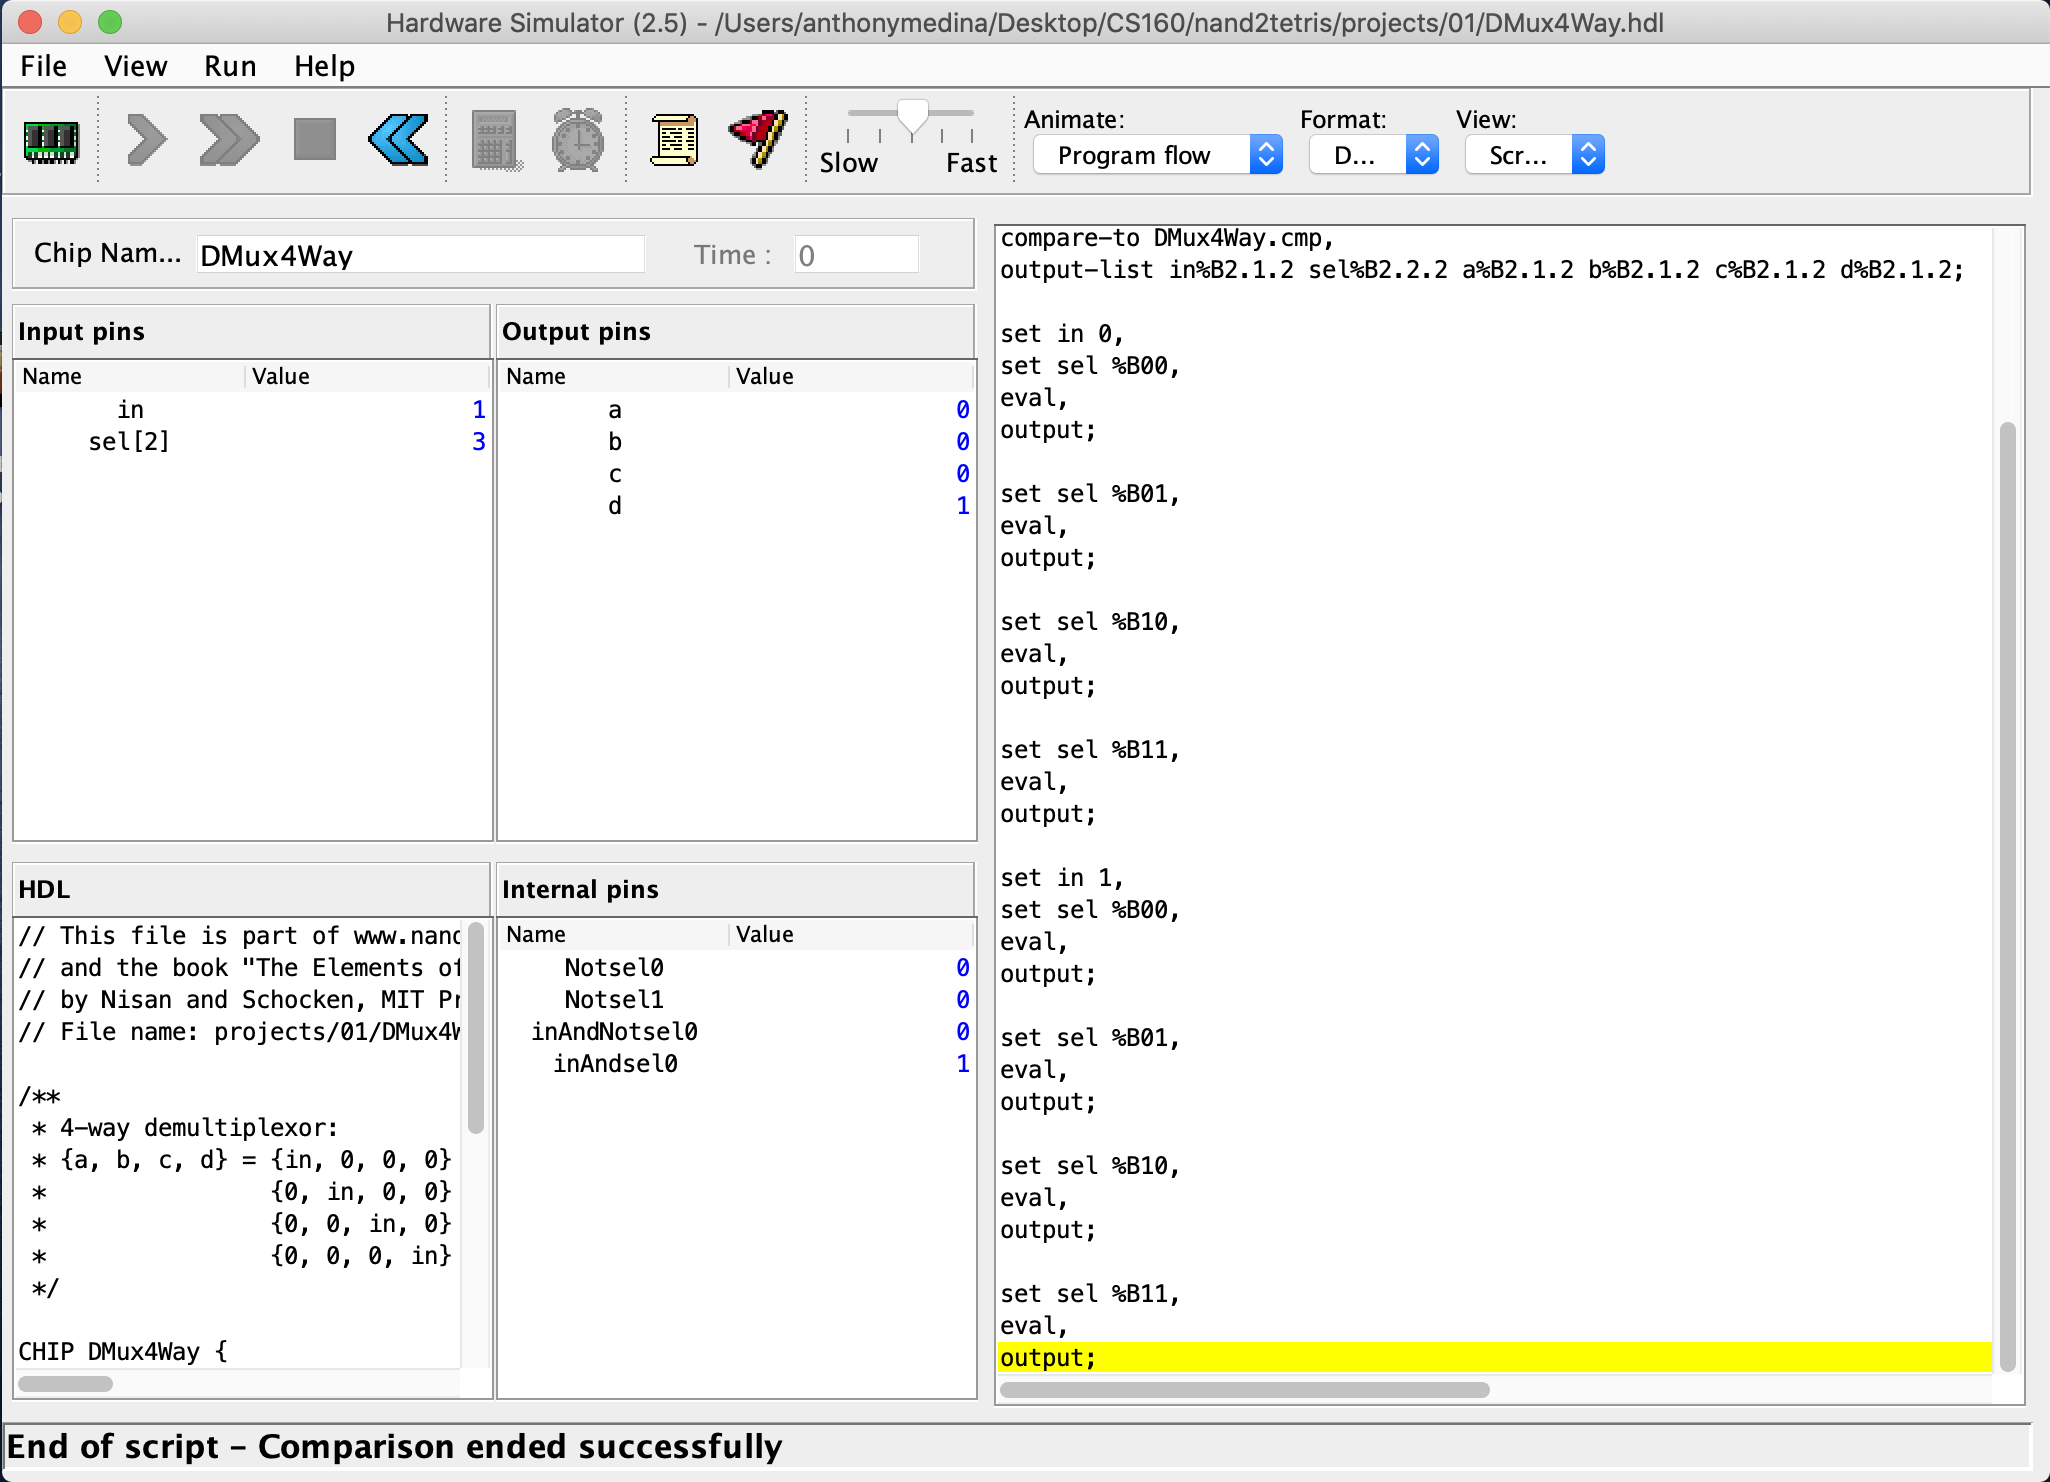 Hardware Simulator (2.5) - /Users/anthonymedina/Desktop/CS160/nand2tetris/projects/01/DMux4Way.hdl
File View Run Help
Slow Fast
Animate: Format: View:
Program flow D... Scr...
Chip Nam... DMux4Way Time : 0
Input pins
Name Value
in 1
sel[2] 3
Output pins
Name Value
a 0
b 0
c 0
d 1
HDL
// This file is part of www.nand
// and the book "The Elements of
// by Nisan and Schocken, MIT Pr
// File name: projects/01/DMux4W
/**
* 4-way demultiplexor:
* {a, b, c, d} = {in, 0, 0, 0}
* {0, in, 0, 0}
* {0, 0, in, 0}
* {0, 0, 0, in}
*/
CHIP DMux4Way {
Internal pins
Name Value
Notsel0 0
Notsel1 0
inAndNotsel0 0
inAndsel0 1
compare-to DMux4Way.cmp,
output-list in%B2.1.2 sel%B2.2.2 a%B2.1.2 b%B2.1.2 c%B2.1.2 d%B2.1.2;
set in 0,
set sel %B00,
eval,
output;
set sel %B01,
eval,
output;
set sel %B10,
eval,
output;
set sel %B11,
eval,
output;
set in 1,
set sel %B00,
eval,
output;
set sel %B01,
eval,
output;
set sel %B10,
eval,
output;
set sel %B11,
eval,
output;
End of script - Comparison ended successfully